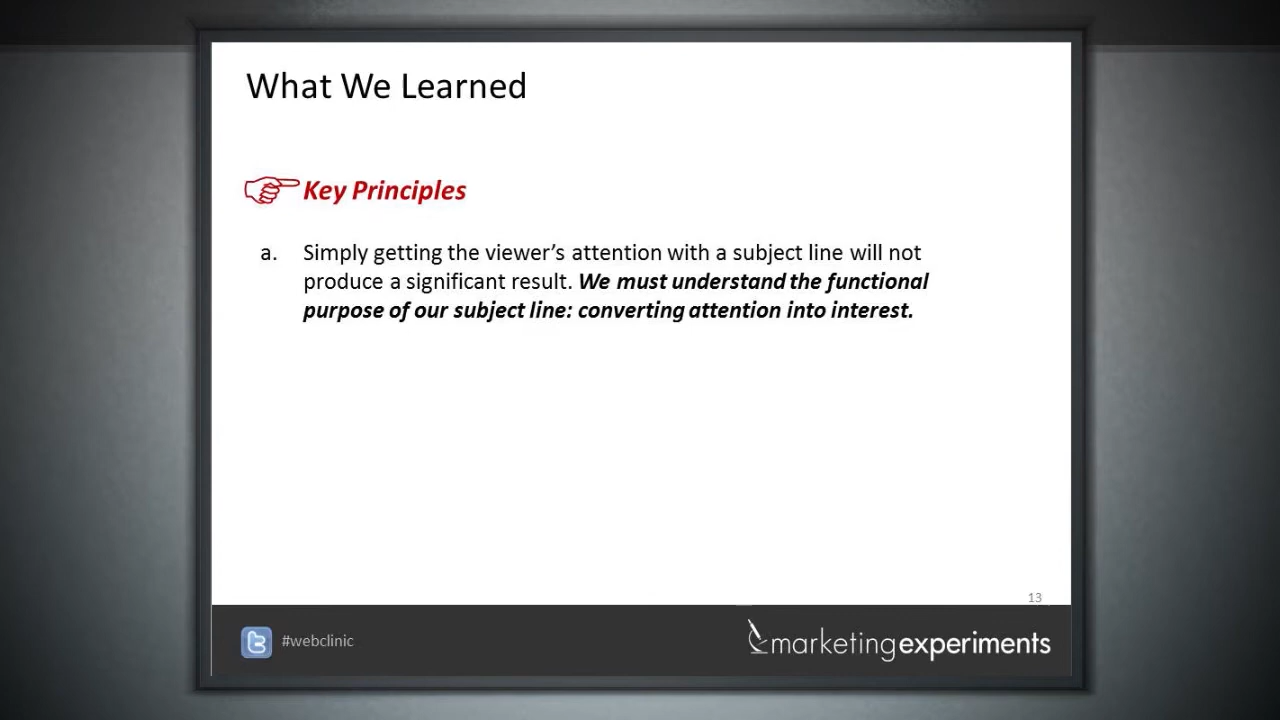 What We Learned
Key Principles
a. Simply getting the viewer's attention with a subject line will not
produce a significant result. We must understand the functional
purpose of our subject line: converting attention into interest.
13
#webclinic
marketingexperiments